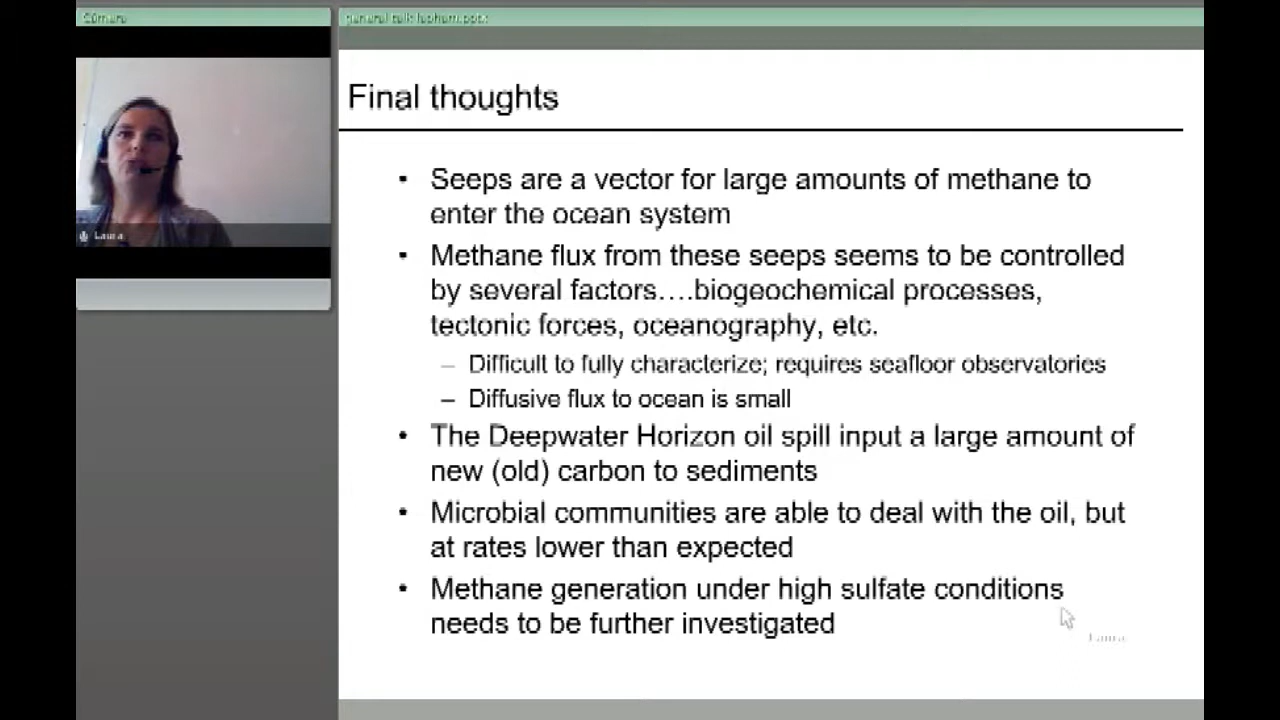 Laura
Final thoughts
• Seeps are a vector for large amounts of methane to
enter the ocean system
• Methane flux from these seeps seems to be controlled
by several factors….biogeochemical processes,
tectonic forces, oceanography, etc.
– Difficult to fully characterize; requires seafloor observatories
– Diffusive flux to ocean is small
• The Deepwater Horizon oil spill input a large amount of
new (old) carbon to sediments
• Microbial communities are able to deal with the oil, but
at rates lower than expected
• Methane generation under high sulfate conditions
needs to be further investigated
Laura